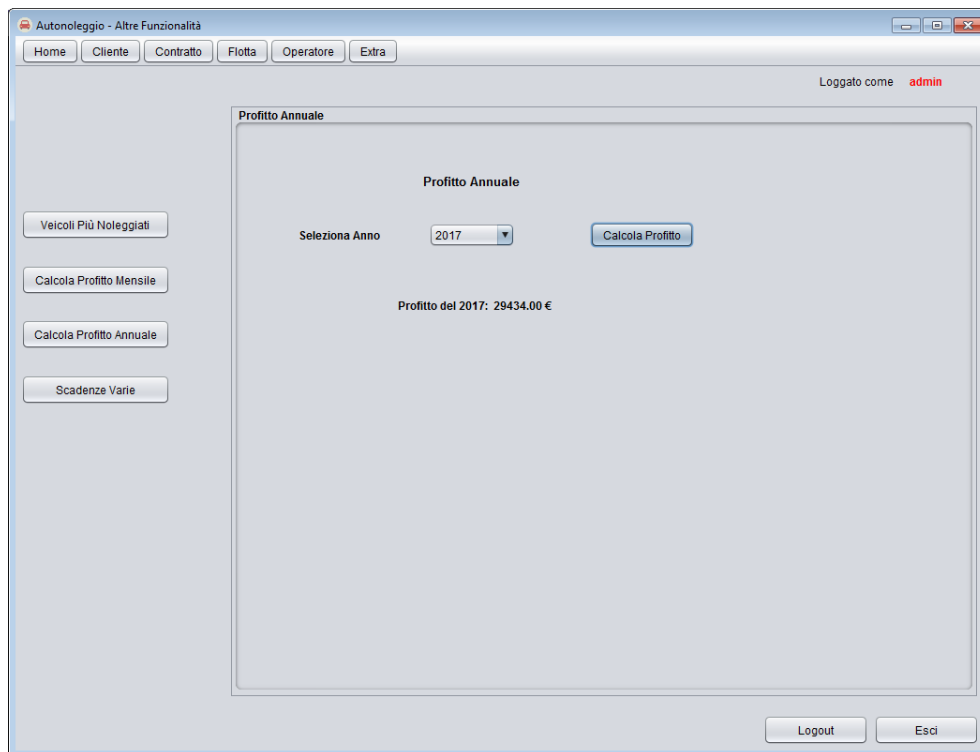 Autonoleggio - Altre Funzionalità
Home Cliente Contratto Flotta Operatore Extra
Loggato come admin
Profitto Annuale
Profitto Annuale
Veicoli Più Noleggiati
Seleziona Anno 2017 Calcola Profitto
Calcola Profitto Mensile
Profitto del 2017: 29434.00 €
Calcola Profitto Annuale
Scadenze Varie
Logout Esci